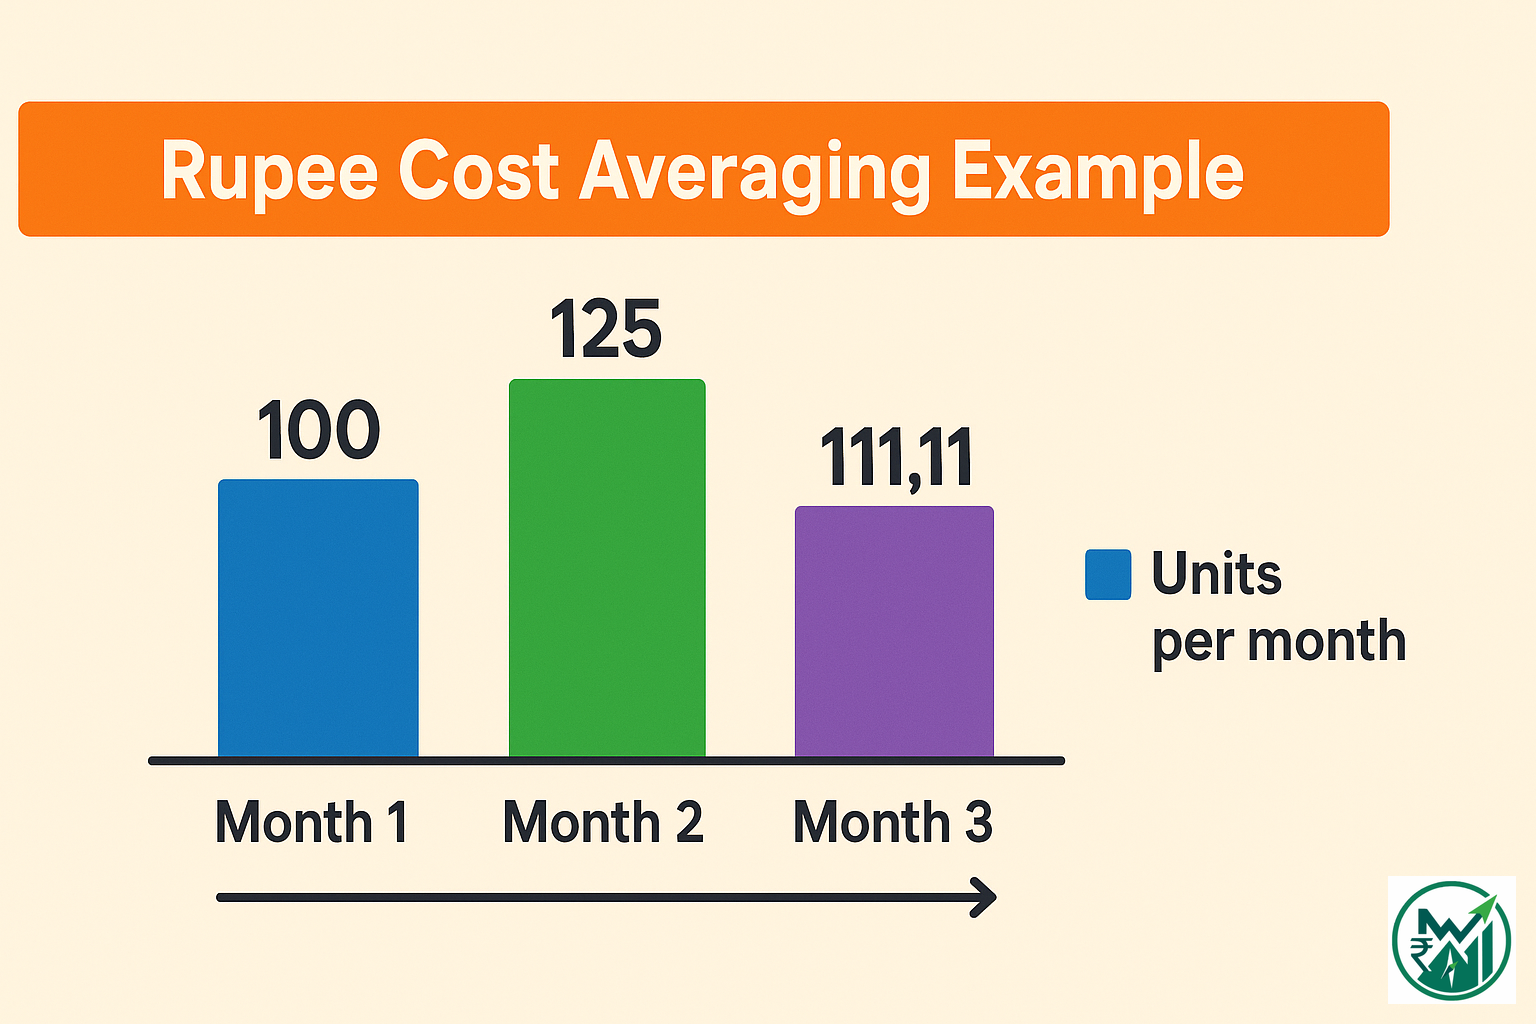 Rupee Cost Averaging Example
125
100
111,11
Units
per month
Month 1 Month 2 Month 3
₹